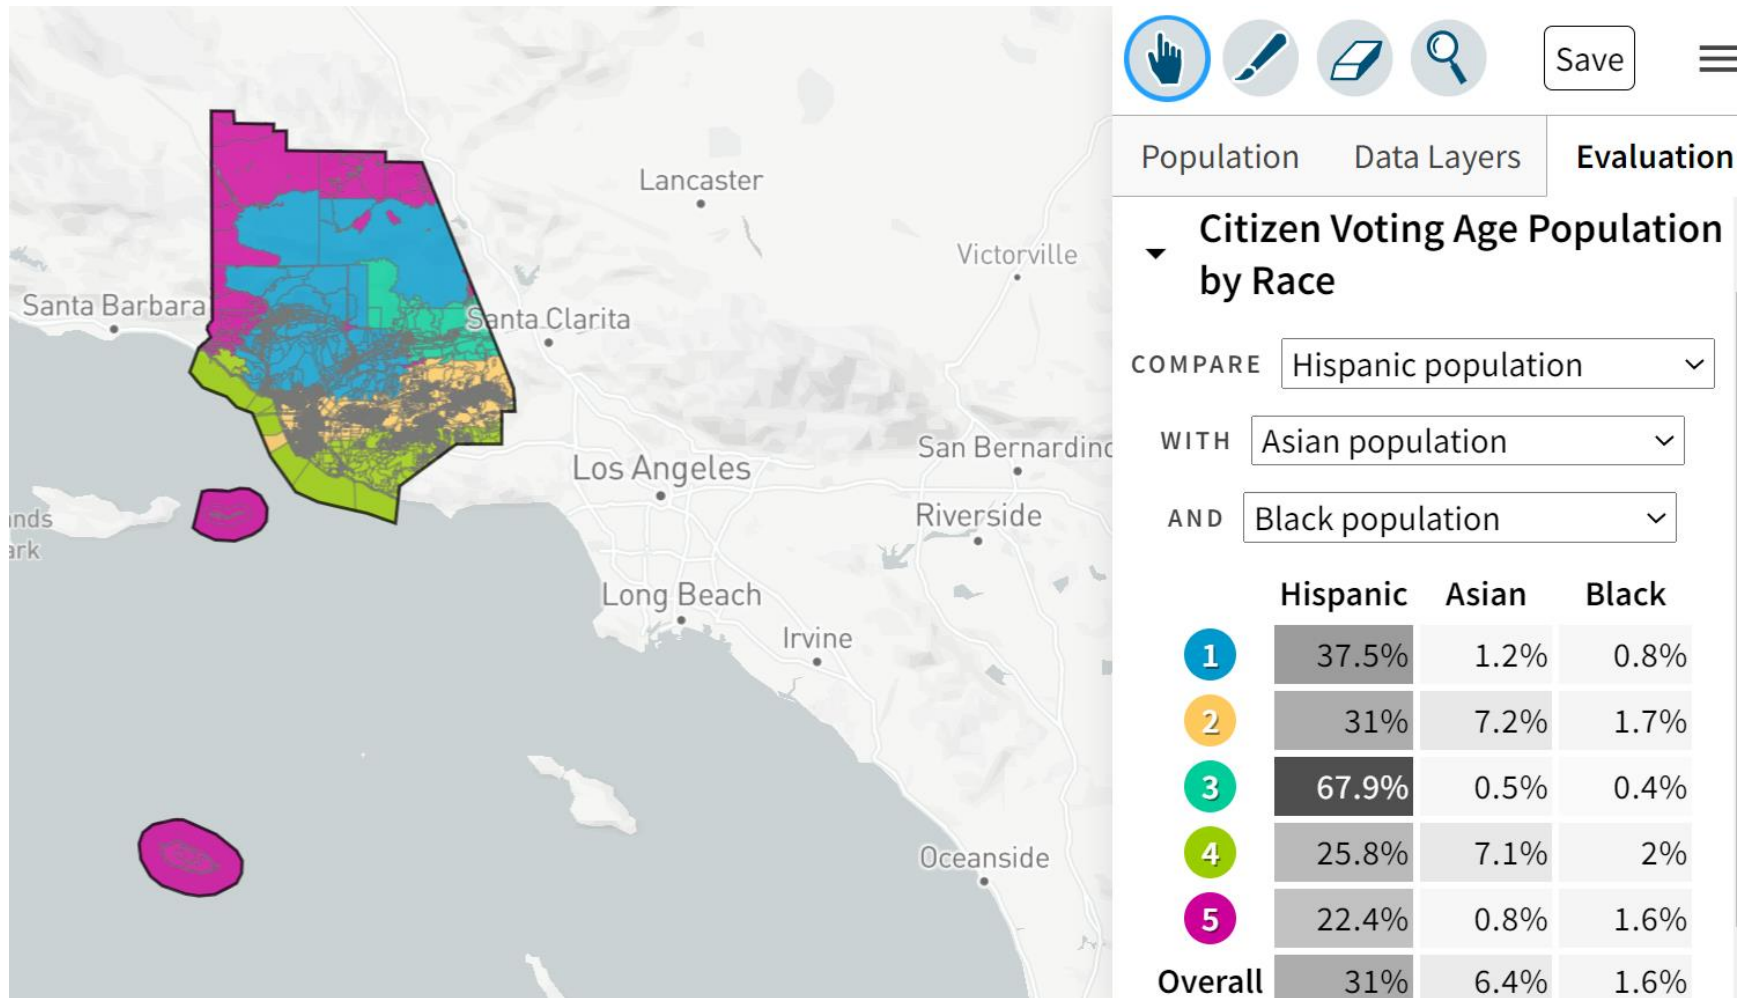 Lancaster
Victorville
Santa Barbara
Santa Clarita
San Bernardino
Los Angeles
Riverside
Long Beach
Irvine
Oceanside
Save
Population Data Layers Evaluation
Citizen Voting Age Population
by Race
COMPARE Hispanic population
WITH Asian population
AND Black population
Hispanic Asian Black
1 37.5% 1.2% 0.8%
2 31% 7.2% 1.7%
3 67.9% 0.5% 0.4%
4 25.8% 7.1% 2%
5 22.4% 0.8% 1.6%
Overall 31% 6.4% 1.6%